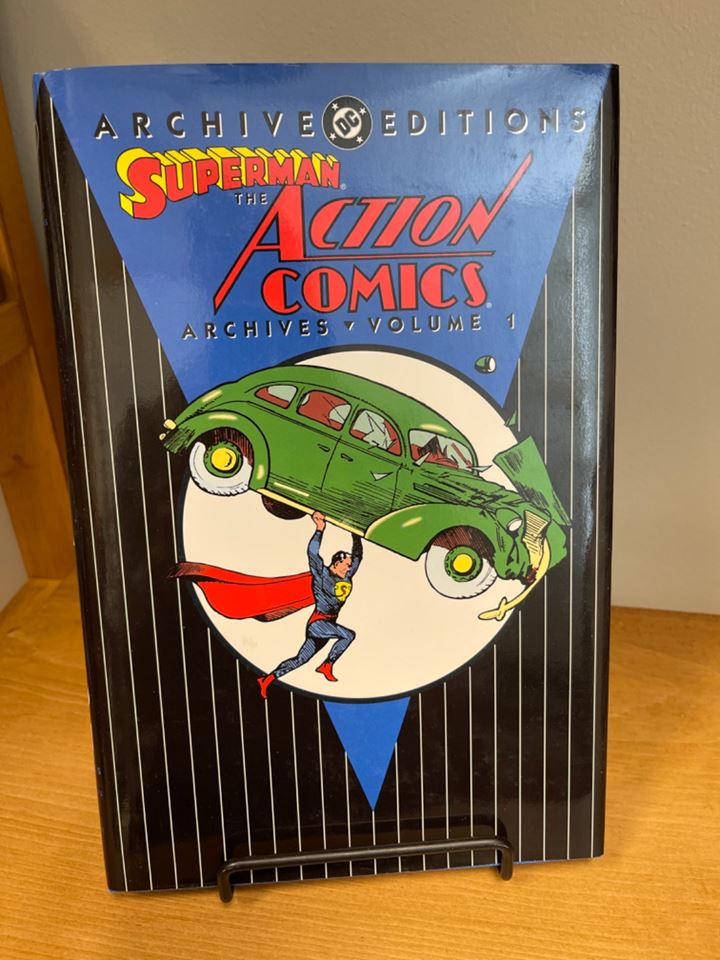 ARCHIVE DC EDITIONS
SUPERMAN®
THE
ACTION
COMICS®
ARCHIVES ▾ VOLUME 1
S